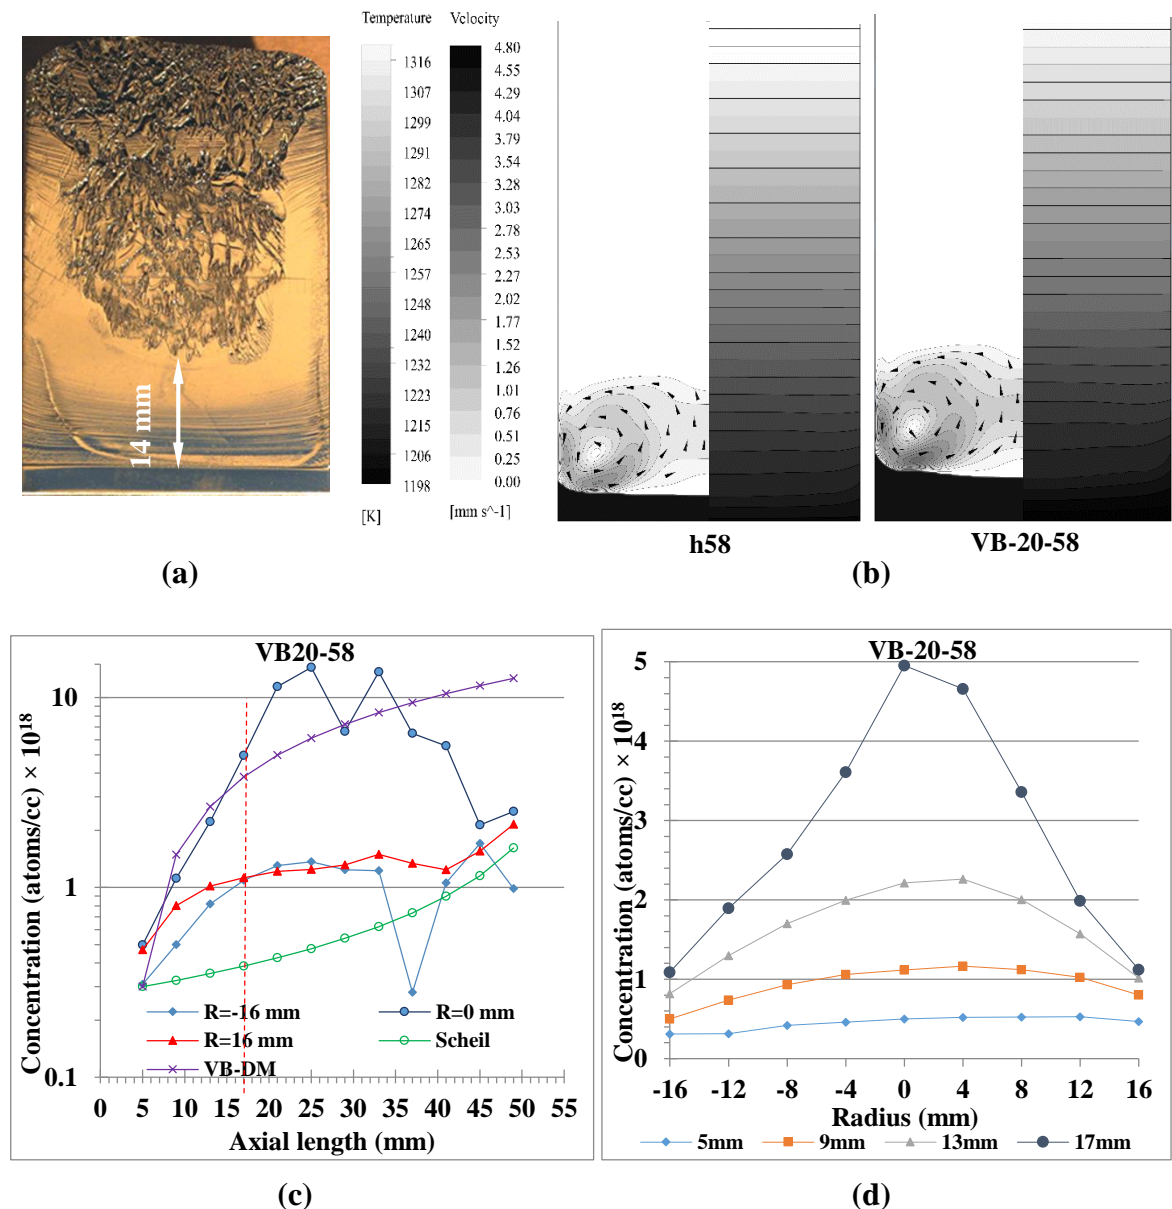 Temperature Velocity
1316
1307
1299
1291
1282
1274
1265
1257
1248
1240
1232
1223
1215
1206
1198
[K]
4.80
4.55
4.29
4.04
3.79
3.54
3.28
3.03
2.78
2.53
2.27
2.02
1.77
1.52
1.26
1.01
0.76
0.51
0.25
0.00
[mm s^-1]
14 mm
h58
VB-20-58
(a)
(b)
VB20-58
Concentration (atoms/cc) × 10¹⁸
10
1
0.1
R=-16 mm
R=0 mm
R=16 mm
Scheil
VB-DM
0 5 10 15 20 25 30 35 40 45 50 55
Axial length (mm)
(c)
VB-20-58
Concentration (atoms/cc) × 10¹⁸
5
4
3
2
1
0
-16 -12 -8 -4 0 4 8 12 16
Radius (mm)
5mm 9mm 13mm 17mm
(d)